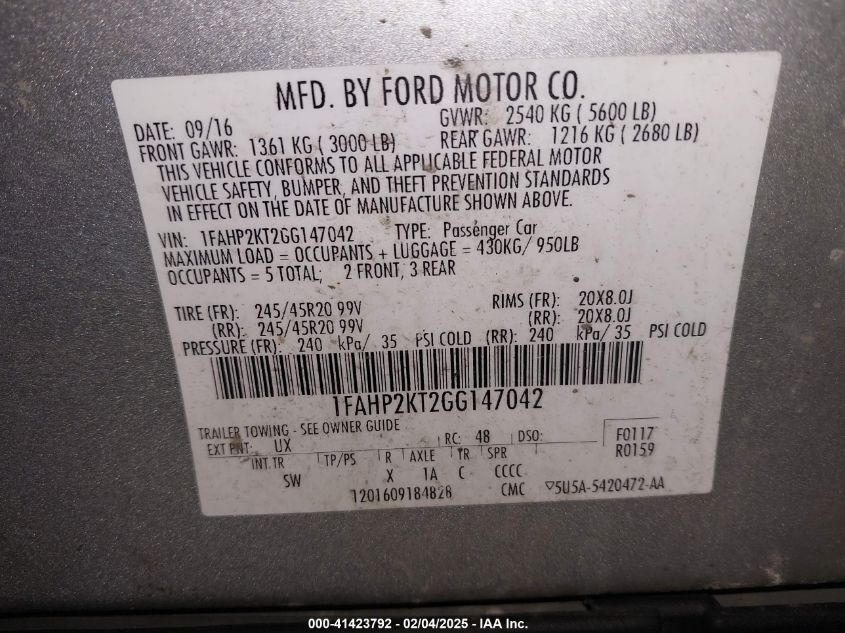 MFD. BY FORD MOTOR CO.
DATE: 09/16 GVWR: 2540 KG ( 5600 LB)
FRONT GAWR: 1361 KG ( 3000 LB) REAR GAWR: 1216 KG ( 2680 LB)
THIS VEHICLE CONFORMS TO ALL APPLICABLE FEDERAL MOTOR
VEHICLE SAFETY, BUMPER, AND THEFT PREVENTION STANDARDS
IN EFFECT ON THE DATE OF MANUFACTURE SHOWN ABOVE.
VIN: 1FAHP2KT2GG147042 TYPE: Passenger Car
MAXIMUM LOAD = OCCUPANTS + LUGGAGE = 430KG/ 950LB
OCCUPANTS = 5 TOTAL; 2 FRONT, 3 REAR
TIRE (FR): 245/45R20 99V RIMS (FR): 20X8.0J
(RR): 245/45R20 99V (RR): 20X8.0J
PRESSURE (FR): 240 kPa/ 35 PSI COLD (RR): 240 kPa/ 35 PSI COLD
1FAHP2KT2GG147042
TRAILER TOWING - SEE OWNER GUIDE
EXT PNT: UX RC: 48 DSO: F0117
R0159
INT TR TP/PS R AXLE TR SPR
SW X 1A C CCCC
1201609184828 CMC ▽5U5A-5420472-AA
000-41423792 - 02/04/2025 - IAA Inc.